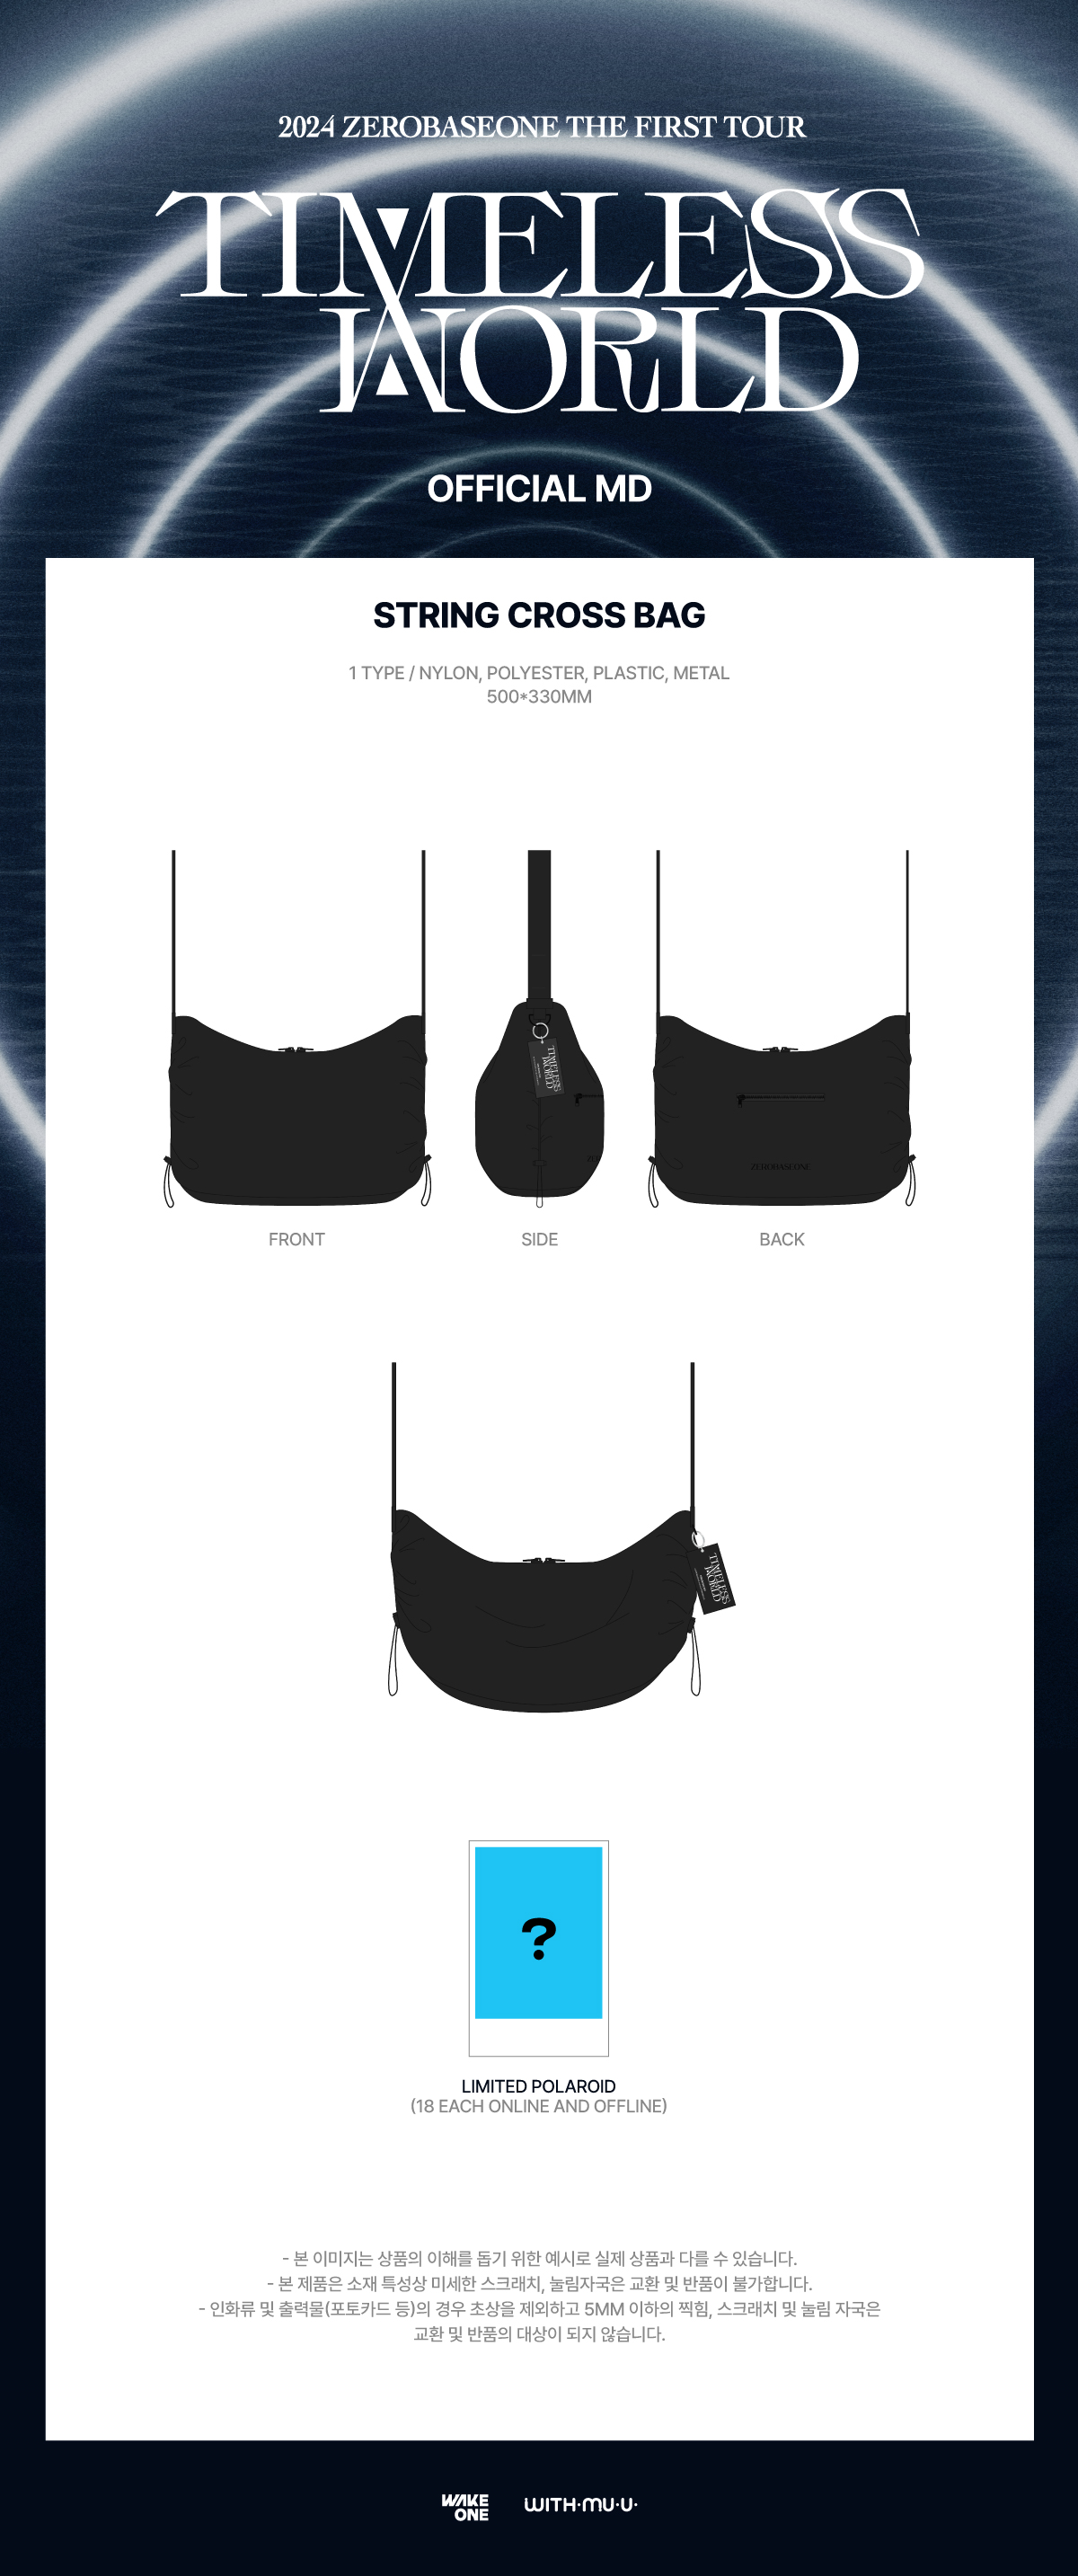 2024 ZEROBASEONE THE FIRST TOUR
TIMELESS
WORLD
OFFICIAL MD
STRING CROSS BAG
1 TYPE / NYLON, POLYESTER, PLASTIC, METAL
500*330MM
TIMELESS
WORLD
ZEROBASEONE
FRONT
SIDE
BACK
TIMELESS
WORLD
?
LIMITED POLAROID
(18 EACH ONLINE AND OFFLINE)
- 본 이미지는 상품의 이해를 돕기 위한 예시로 실제 상품과 다를 수 있습니다.
- 본 제품은 소재 특성상 미세한 스크래치, 눌림자국은 교환 및 반품이 불가합니다.
- 인화류 및 출력물(포토카드 등)의 경우 초상을 제외하고 5MM 이하의 찍힘, 스크래치 및 눌림 자국은
교환 및 반품의 대상이 되지 않습니다.
WAKE
ONE
WITH·MU·U·